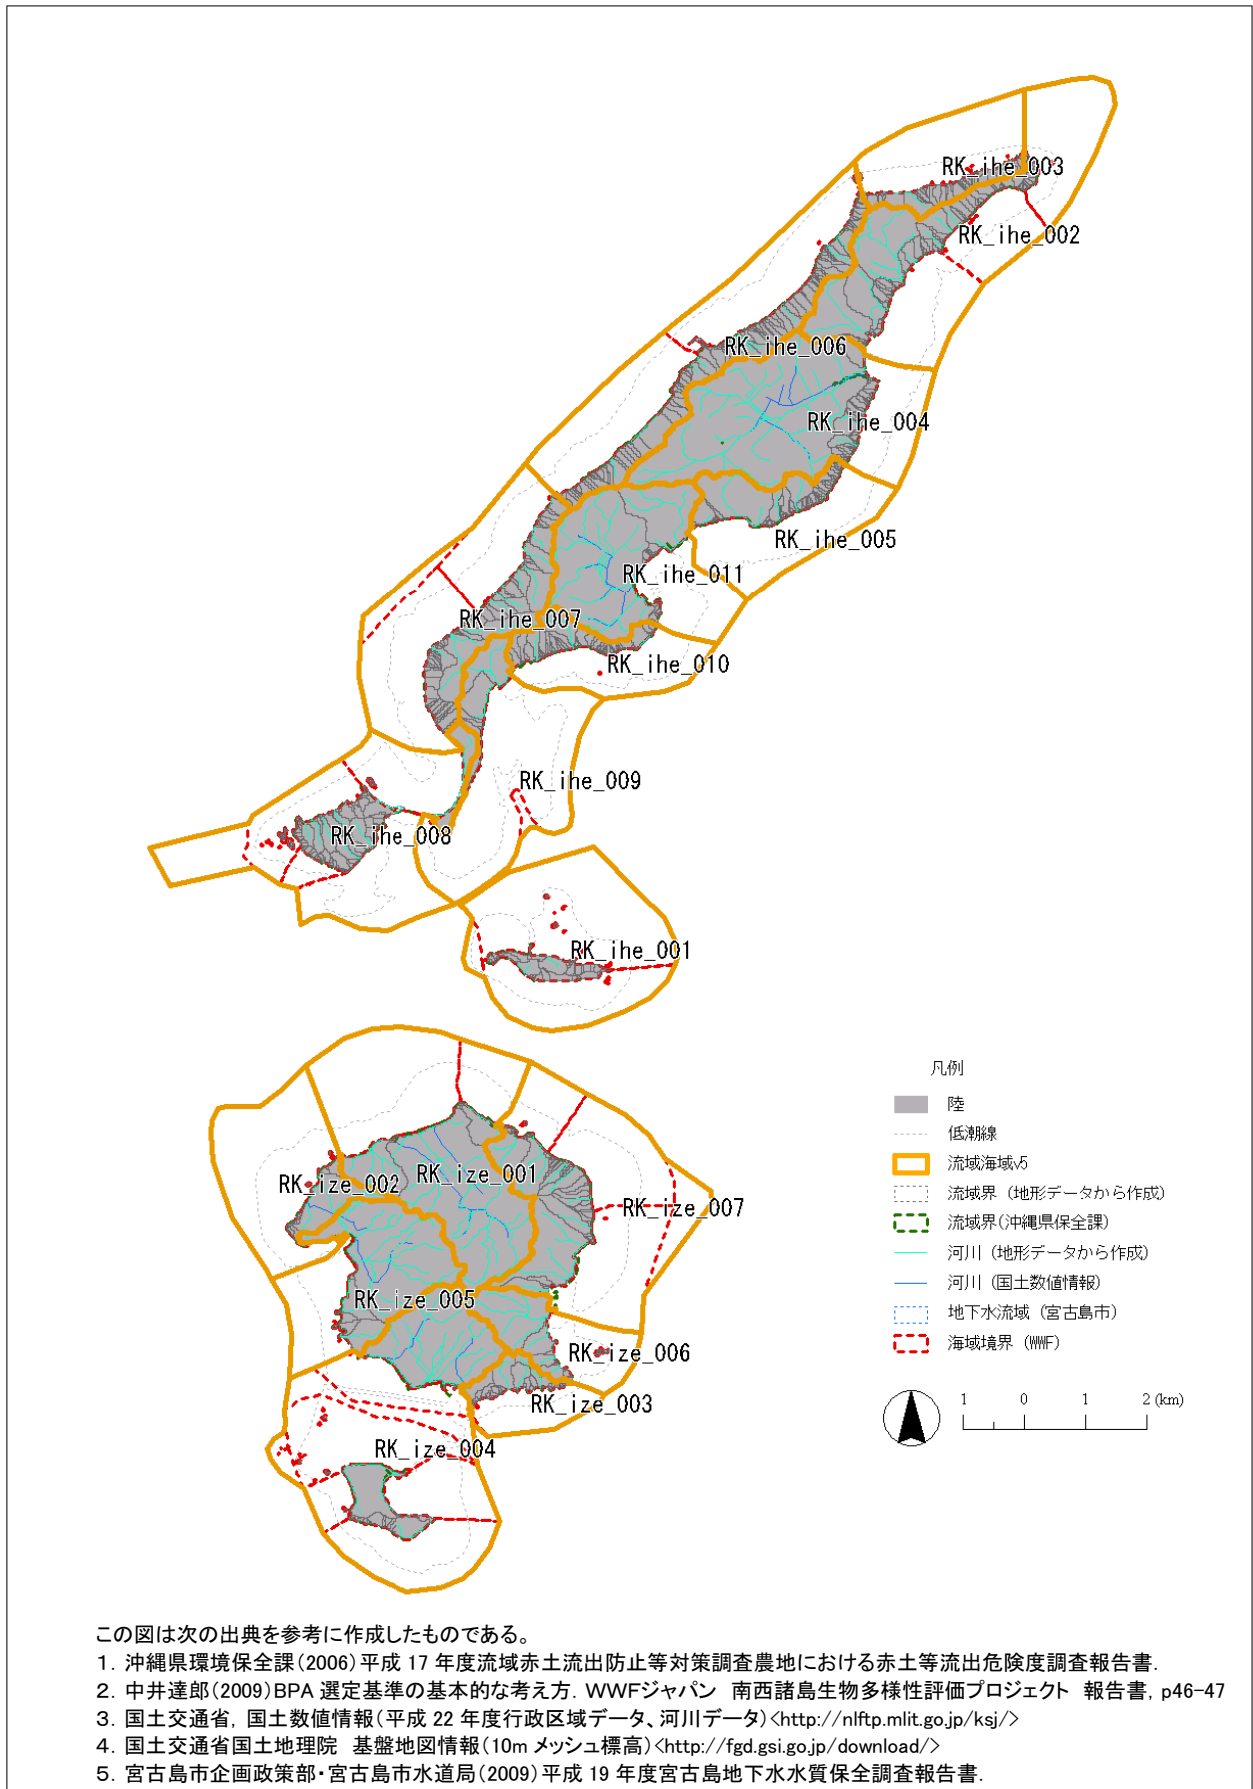 RK_ihe_003
RK_ihe_002
RK_ihe_006
RK_ihe_004
RK_ihe_005
RK_ihe_011
RK_ihe_007
RK_ihe_010
RK_ihe_009
RK_ihe_008
RK_ihe_001
RK_ize_001
RK_ize_002
RK_ize_007
RK_ize_005
RK_ize_006
RK_ize_003
RK_ize_004
凡例
陸
低潮線
流域海域v5
流域界（地形データから作成）
流域界(沖縄県保全課)
河川（地形データから作成）
河川（国土数値情報）
地下水流域（宮古島市）
海域境界（WWF）
1 0 1 2 (km)
この図は次の出典を参考に作成したものである。
1. 沖縄県環境保全課(2006)平成 17 年度流域赤土流出防止等対策調査農地における赤土等流出危険度調査報告書.
2. 中井達郎(2009)BPA 選定基準の基本的な考え方. WWFジャパン 南西諸島生物多様性評価プロジェクト 報告書, p46-47
3. 国土交通省, 国土数値情報(平成 22 年度行政区域データ、河川データ)<http://nlftp.mlit.go.jp/ksj/>
4. 国土交通省国土地理院 基盤地図情報(10m メッシュ標高)<http://fgd.gsi.go.jp/download/>
5. 宮古島市企画政策部・宮古島市水道局(2009)平成 19 年度宮古島地下水水質保全調査報告書.